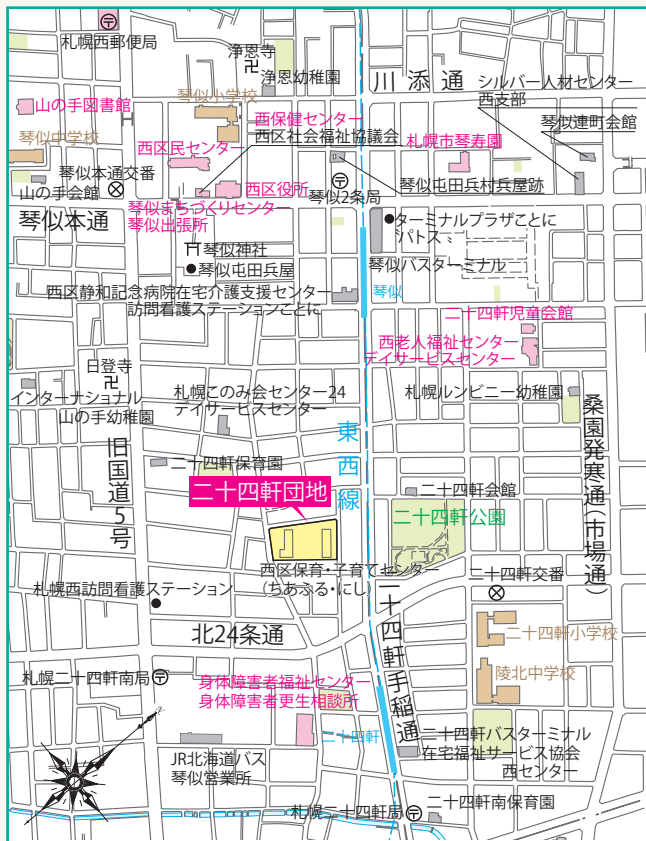 札幌西郵便局
浄恩寺
浄恩幼稚園
川添通
シルバー人材センター
西支部
山の手図書館
琴似小学校
西保健センター
西区社会福祉協議会
札幌市琴寿園
琴似連町会館
琴似中学校
西区民センター
琴似本通交番
山の手会館
西区役所
琴似2条局
琴似屯田兵村兵屋跡
琴似まちづくりセンター
琴似出張所
琴似本通
ターミナルプラザことに
〝パトス〟
琴似神社
琴似屯田兵屋
琴似バスターミナル
西区静和記念病院在宅介護支援センター
訪問看護ステーションことに
琴似
二十四軒児童会館
西老人福祉センター
デイサービスセンター
日登寺
インターナショナル
山の手幼稚園
札幌このみ会センター24
デイサービスセンター
札幌ルンビニー幼稚園
桑園発寒通(市場通)
東西線
旧国道5号
二十四軒保育園
二十四軒団地
二十四軒会館
二十四軒公園
西区保育・子育てセンター
(ちあふる・にし)
二十四軒交番
札幌西訪問看護ステーション
二十四軒手稲通
北24条通
二十四軒小学校
陵北中学校
札幌二十四軒南局
身体障害者福祉センター
身体障害者更生相談所
二十四軒
二十四軒バスターミナル
在宅福祉サービス協会
西センター
JR北海道バス
琴似営業所
札幌二十四軒局
二十四軒南保育園